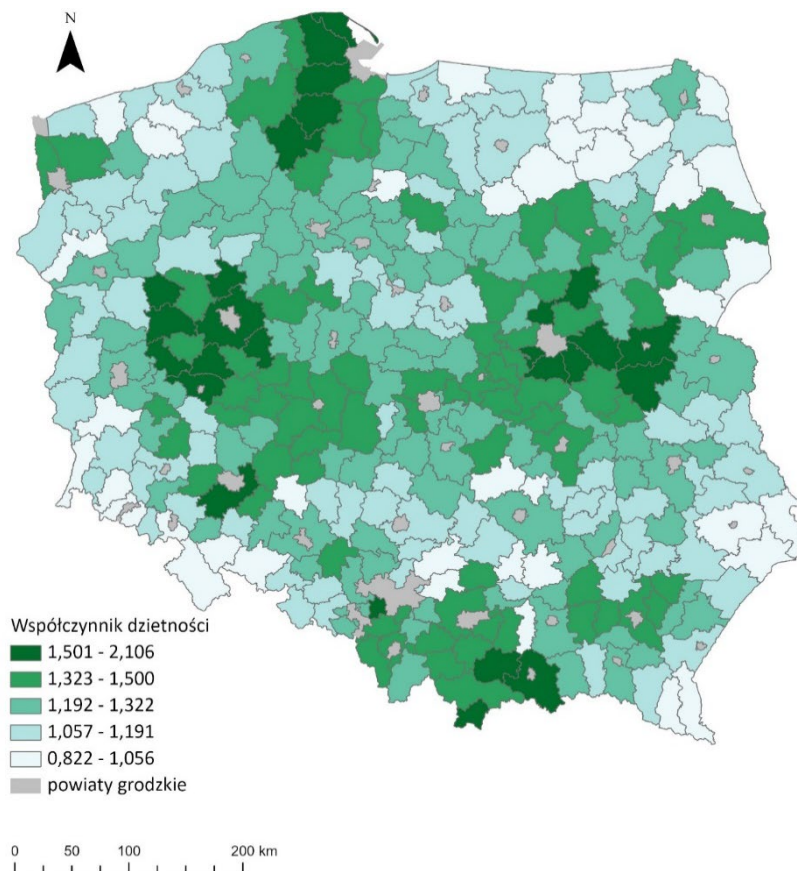 N
Współczynnik dzietności
1,501 - 2,106
1,323 - 1,500
1,192 - 1,322
1,057 - 1,191
0,822 - 1,056
powiaty grodzkie
0 50 100 200 km